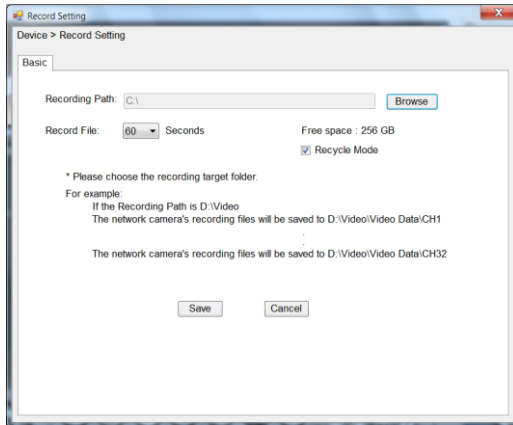 Record Setting
Device > Record Setting
Basic
Recording Path: C:\ Browse
Record File: 60 Seconds Free space : 256 GB
Recycle Mode
* Please choose the recording target folder.
For example:
If the Recording Path is D:\Video
The network camera's recording files will be saved to D:\Video\Video Data\CH1
.
.
The network camera's recording files will be saved to D:\Video\Video Data\CH32
Save Cancel